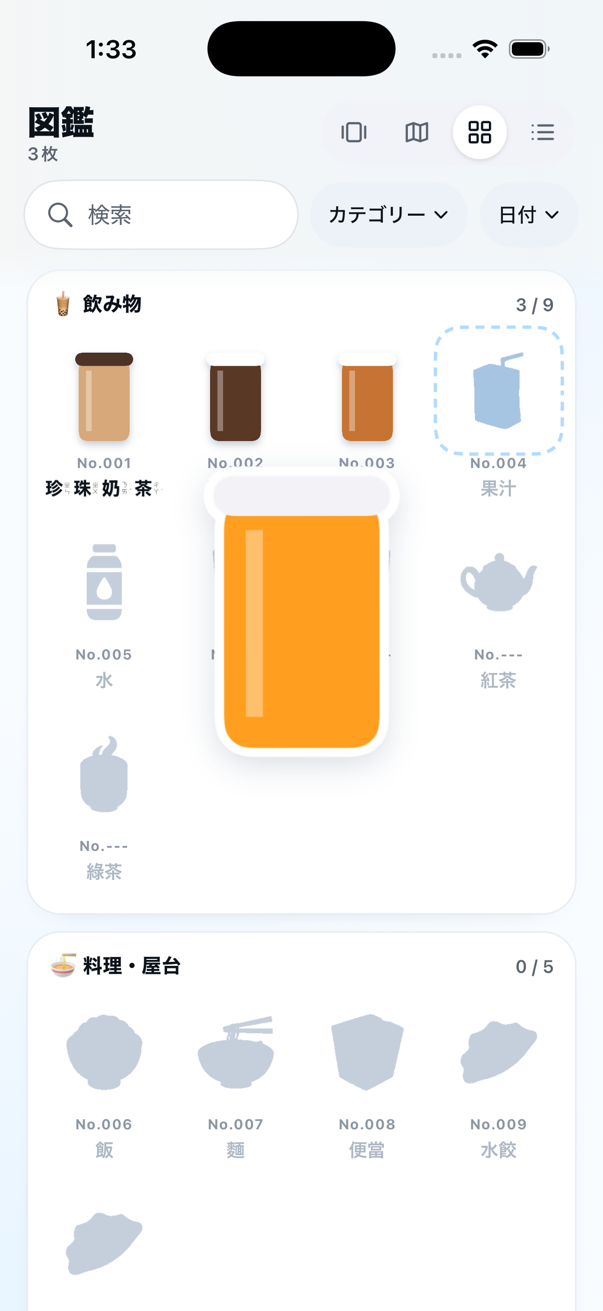 1:33
図鑑
3枚
検索
カテゴリー
日付
飲み物
3 / 9
No.001
No.002
No.003
No.004
珍珠奶茶
果汁
No.005
No.---
水
紅茶
No.---
綠茶
料理・屋台
0 / 5
No.006
No.007
No.008
No.009
飯
麵
便當
水餃